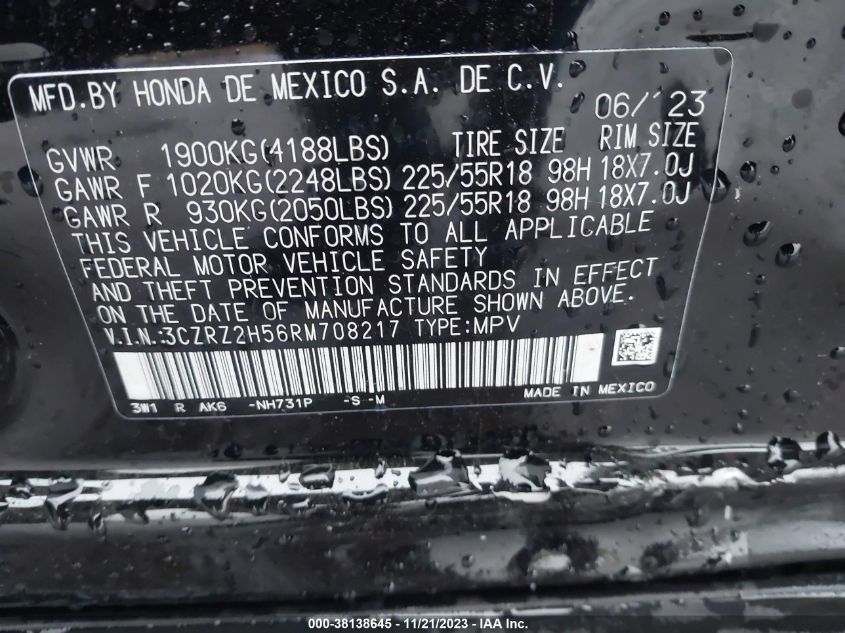 MFD.BY HONDA DE MEXICO S.A. DE C.V.
06/'23
GVWR 1900KG(4188LBS) TIRE SIZE RIM SIZE
GAWR F 1020KG(2248LBS) 225/55R18 98H 18X7.0J
GAWR R 930KG(2050LBS) 225/55R18 98H 18X7.0J
THIS VEHICLE CONFORMS TO ALL APPLICABLE
FEDERAL MOTOR VEHICLE SAFETY
AND THEFT PREVENTION STANDARDS IN EFFECT
ON THE DATE OF MANUFACTURE SHOWN ABOVE.
V.I.N.:3CZRZ2H56RM708217 TYPE:MPV
3W1 R AK6 -NH731P -S -M MADE IN MEXICO
000-38138645 - 11/21/2023 - IAA Inc.